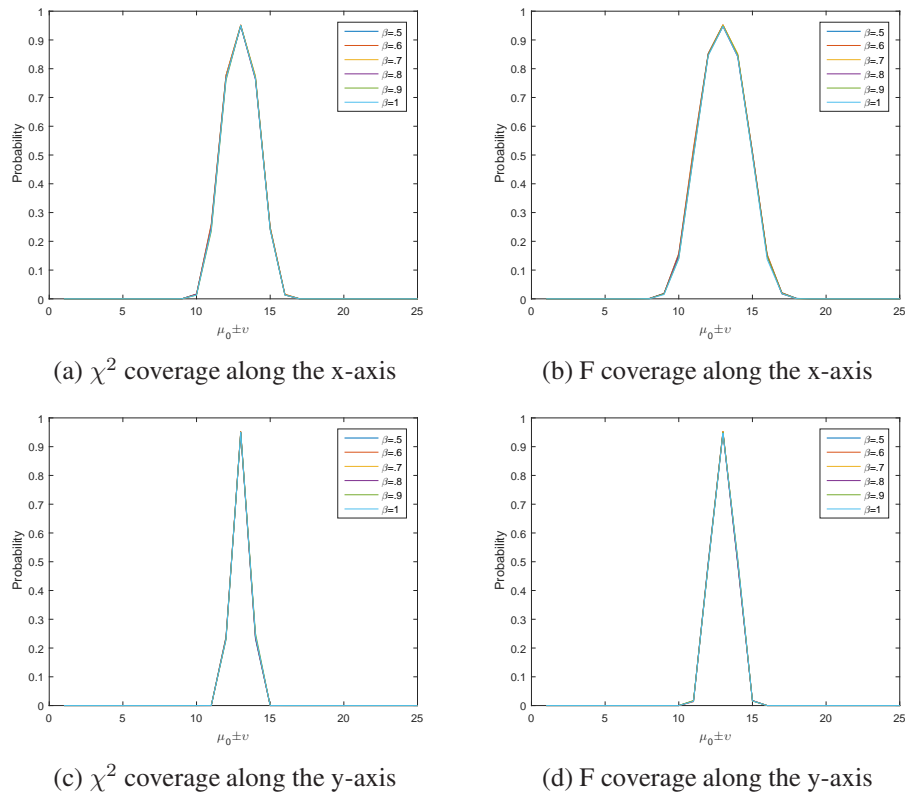 1
0.9
0.8
0.7
0.6
0.5
0.4
0.3
0.2
0.1
0
Probability
0 5 10 15 20 25
μ₀±υ
β=.5
β=.6
β=.7
β=.8
β=.9
β=1
(a) χ² coverage along the x-axis
1
0.9
0.8
0.7
0.6
0.5
0.4
0.3
0.2
0.1
0
Probability
0 5 10 15 20 25
μ₀±υ
β=.5
β=.6
β=.7
β=.8
β=.9
β=1
(b) F coverage along the x-axis
1
0.9
0.8
0.7
0.6
0.5
0.4
0.3
0.2
0.1
0
Probability
0 5 10 15 20 25
μ₀±υ
β=.5
β=.6
β=.7
β=.8
β=.9
β=1
(c) χ² coverage along the y-axis
1
0.9
0.8
0.7
0.6
0.5
0.4
0.3
0.2
0.1
0
Probability
0 5 10 15 20 25
μ₀±υ
β=.5
β=.6
β=.7
β=.8
β=.9
β=1
(d) F coverage along the y-axis